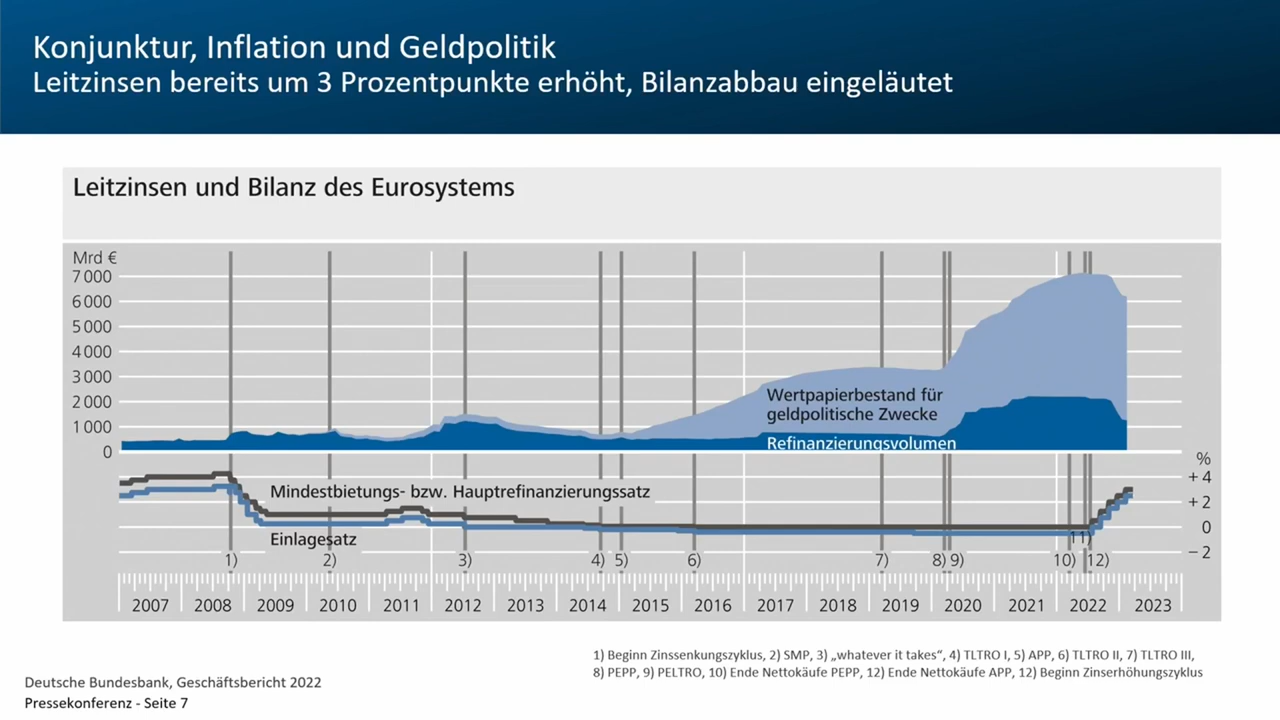 Konjunktur, Inflation und Geldpolitik
Leitzinsen bereits um 3 Prozentpunkte erhöht, Bilanzabbau eingeläutet
Leitzinsen und Bilanz des Eurosystems
Mrd €
7 000
6 000
5 000
4 000
3 000
2 000
1 000
0
Wertpapierbestand für
geldpolitische Zwecke
Refinanzierungsvolumen
%
+ 4
+ 2
0
− 2
Mindestbietungs- bzw. Hauptrefinanzierungssatz
Einlagesatz
1) 2) 3) 4) 5) 6) 7) 8) 9) 10) 11) 12)
2007 2008 2009 2010 2011 2012 2013 2014 2015 2016 2017 2018 2019 2020 2021 2022 2023
1) Beginn Zinssenkungszyklus, 2) SMP, 3) „whatever it takes“, 4) TLTRO I, 5) APP, 6) TLTRO II, 7) TLTRO III,
8) PEPP, 9) PELTRO, 10) Ende Nettokäufe PEPP, 12) Ende Nettokäufe APP, 12) Beginn Zinserhöhungszyklus
Deutsche Bundesbank, Geschäftsbericht 2022
Pressekonferenz - Seite 7